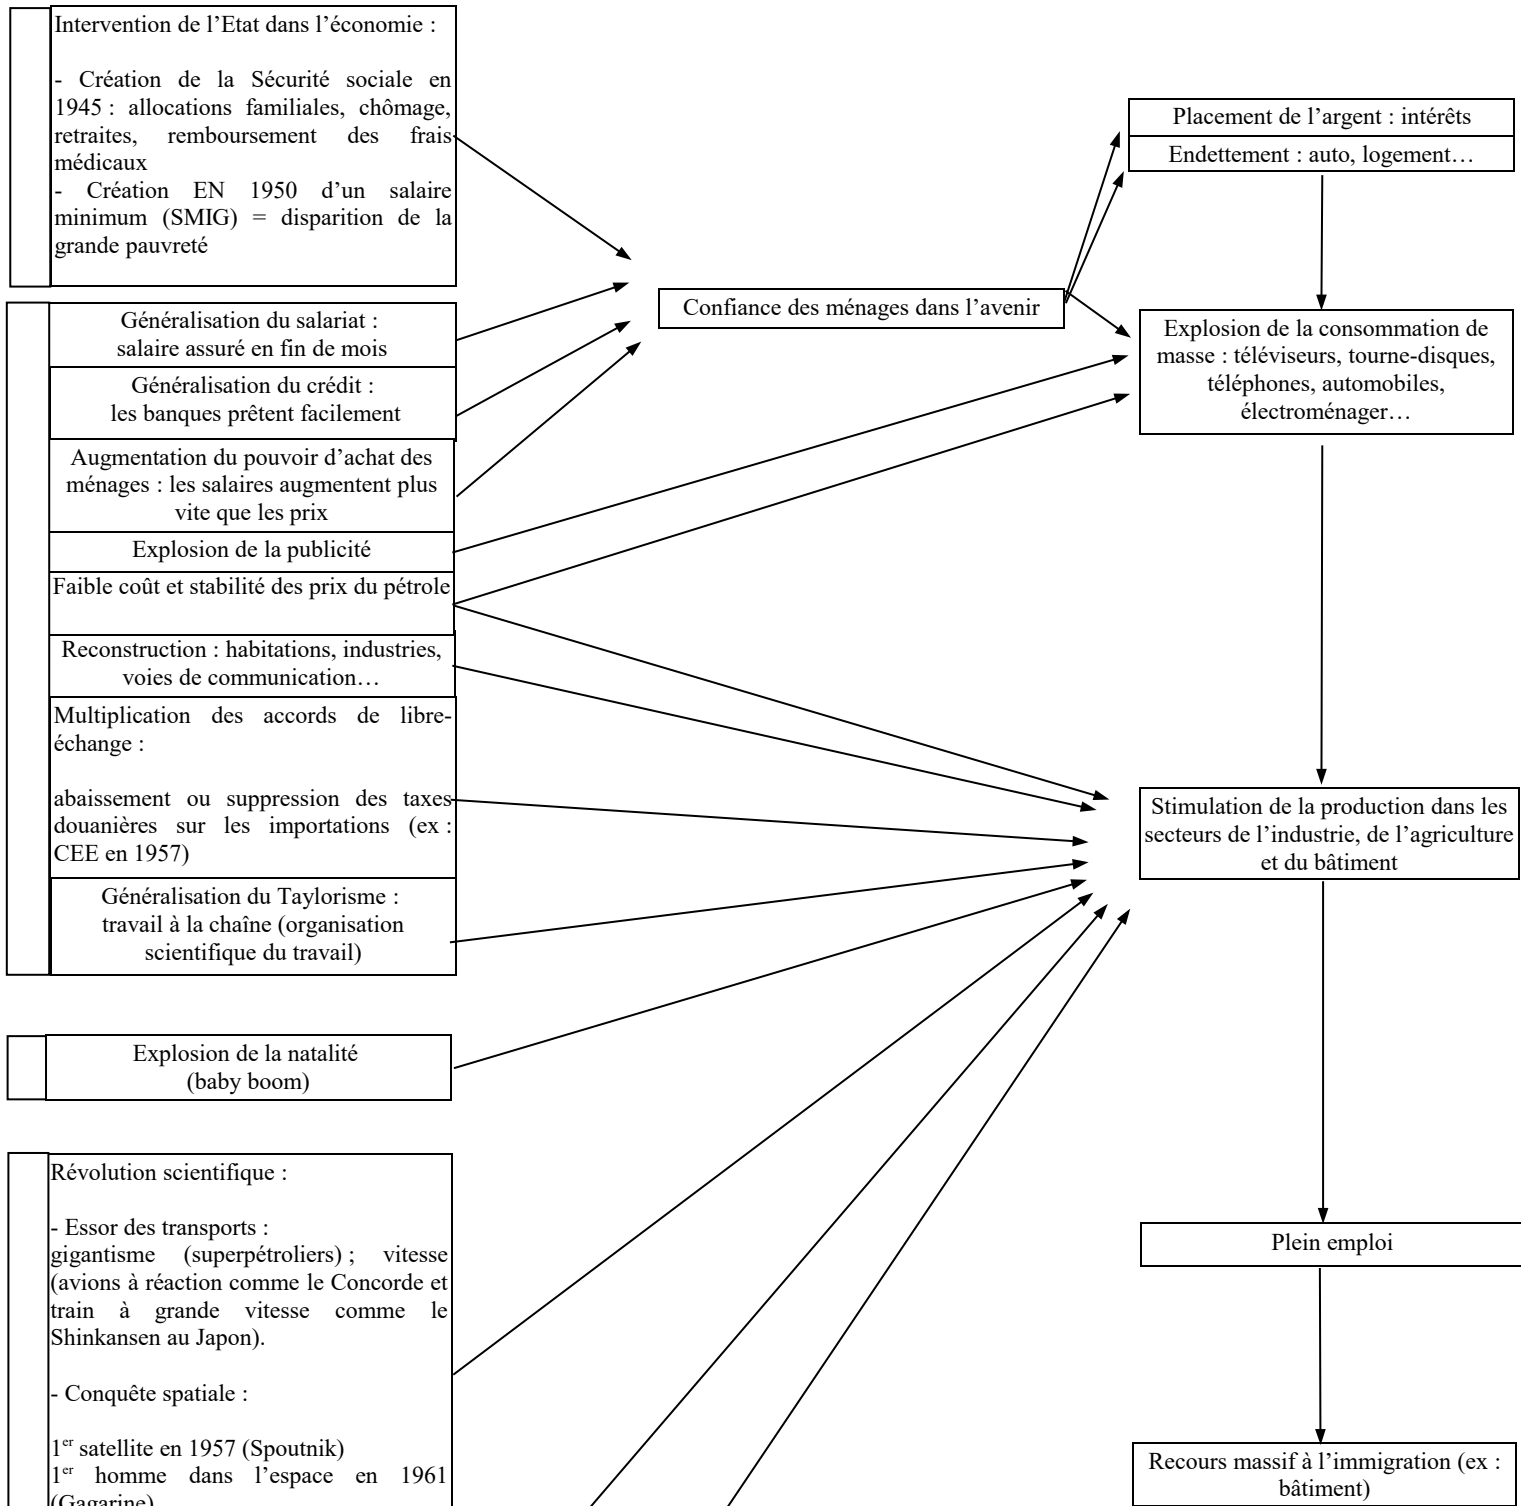 Intervention de l’Etat dans l’économie :
- Création de la Sécurité sociale en
1945 : allocations familiales, chômage,
retraites, remboursement des frais
médicaux
- Création EN 1950 d’un salaire
minimum (SMIG) = disparition de la
grande pauvreté
Généralisation du salariat :
salaire assuré en fin de mois
Généralisation du crédit :
les banques prêtent facilement
Augmentation du pouvoir d’achat des
ménages : les salaires augmentent plus
vite que les prix
Explosion de la publicité
Faible coût et stabilité des prix du pétrole
Reconstruction : habitations, industries,
voies de communication…
Multiplication des accords de libre-
échange :
abaissement ou suppression des taxes
douanières sur les importations (ex :
CEE en 1957)
Généralisation du Taylorisme :
travail à la chaîne (organisation
scientifique du travail)
Explosion de la natalité
(baby boom)
Révolution scientifique :
- Essor des transports :
gigantisme (superpétroliers) ; vitesse
(avions à réaction comme le Concorde et
train à grande vitesse comme le
Shinkansen au Japon).
- Conquête spatiale :
1er satellite en 1957 (Spoutnik)
1er homme dans l’espace en 1961
(Gagarine)
Confiance des ménages dans l’avenir
Placement de l’argent : intérêts
Endettement : auto, logement…
Explosion de la consommation de
masse : téléviseurs, tourne-disques,
téléphones, automobiles,
électroménager…
Stimulation de la production dans les
secteurs de l’industrie, de l’agriculture
et du bâtiment
Plein emploi
Recours massif à l’immigration (ex :
bâtiment)